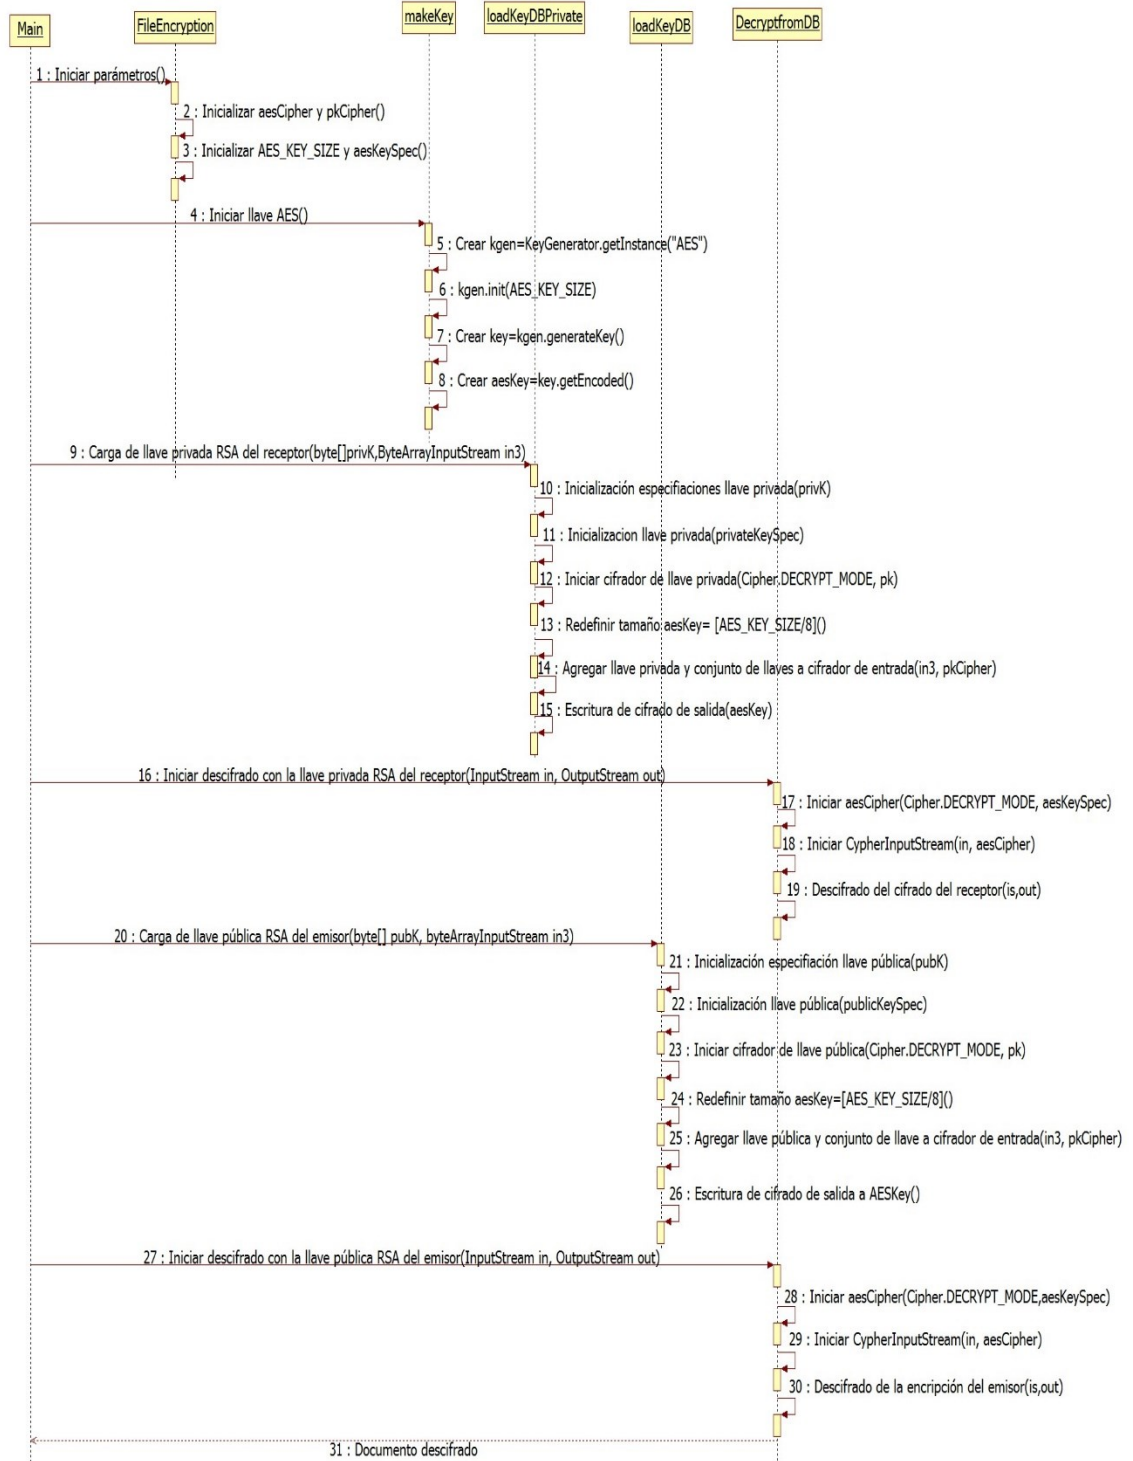 Main
FileEncryption
makeKey
loadKeyDBPrivate
loadKeyDB
DecryptfromDB
1 : Iniciar parámetros()
2 : Inicializar aesCipher y pkCipher()
3 : Inicializar AES_KEY_SIZE y aesKeySpec()
4 : Iniciar llave AES()
5 : Crear kgen=KeyGenerator.getInstance("AES")
6 : kgen.init(AES_KEY_SIZE)
7 : Crear key=kgen.generateKey()
8 : Crear aesKey=key.getEncoded()
9 : Carga de llave privada RSA del receptor(byte[]privK,ByteArrayInputStream in3)
10 : Inicialización especifiaciones llave privada(privK)
11 : Inicializacion llave privada(privateKeySpec)
12 : Iniciar cifrador de llave privada(Cipher.DECRYPT_MODE, pk)
13 : Redefinir tamaño aesKey= [AES_KEY_SIZE/8]()
14 : Agregar llave privada y conjunto de llaves a cifrador de entrada(in3, pkCipher)
15 : Escritura de cifrado de salida(aesKey)
16 : Iniciar descifrado con la llave privada RSA del receptor(InputStream in, OutputStream out)
17 : Iniciar aesCipher(Cipher.DECRYPT_MODE, aesKeySpec)
18 : Iniciar CypherInputStream(in, aesCipher)
19 : Descifrado del cifrado del receptor(is,out)
20 : Carga de llave pública RSA del emisor(byte[] pubK, byteArrayInputStream in3)
21 : Inicialización especifiación llave pública(pubK)
22 : Inicialización llave pública(publicKeySpec)
23 : Iniciar cifrador de llave pública(Cipher.DECRYPT_MODE, pk)
24 : Redefinir tamaño aesKey=[AES_KEY_SIZE/8]()
25 : Agregar llave pública y conjunto de llave a cifrador de entrada(in3, pkCipher)
26 : Escritura de cifrado de salida a AESKey()
27 : Iniciar descifrado con la llave pública RSA del emisor(InputStream in, OutputStream out)
28 : Iniciar aesCipher(Cipher.DECRYPT_MODE,aesKeySpec)
29 : Iniciar CypherInputStream(in, aesCipher)
30 : Descifrado de la encripción del emisor(is,out)
31 : Documento descifrado